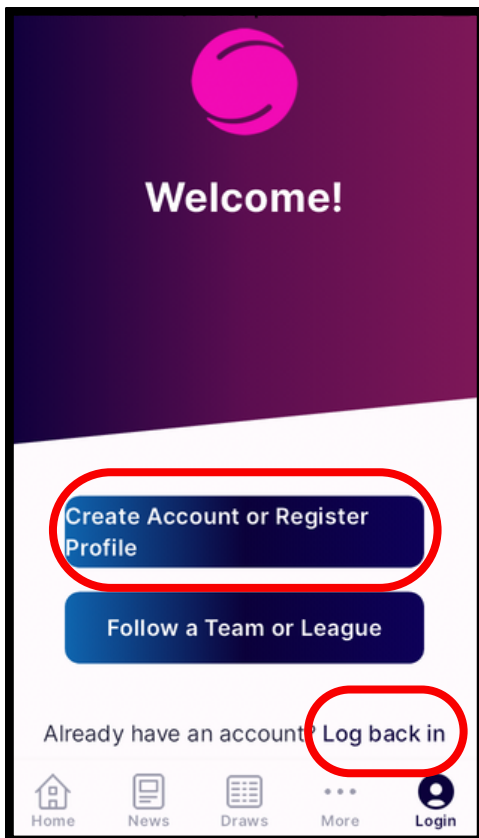 Welcome!
Create Account or Register
Profile
Follow a Team or League
Already have an account? Log back in
Home News Draws More Login